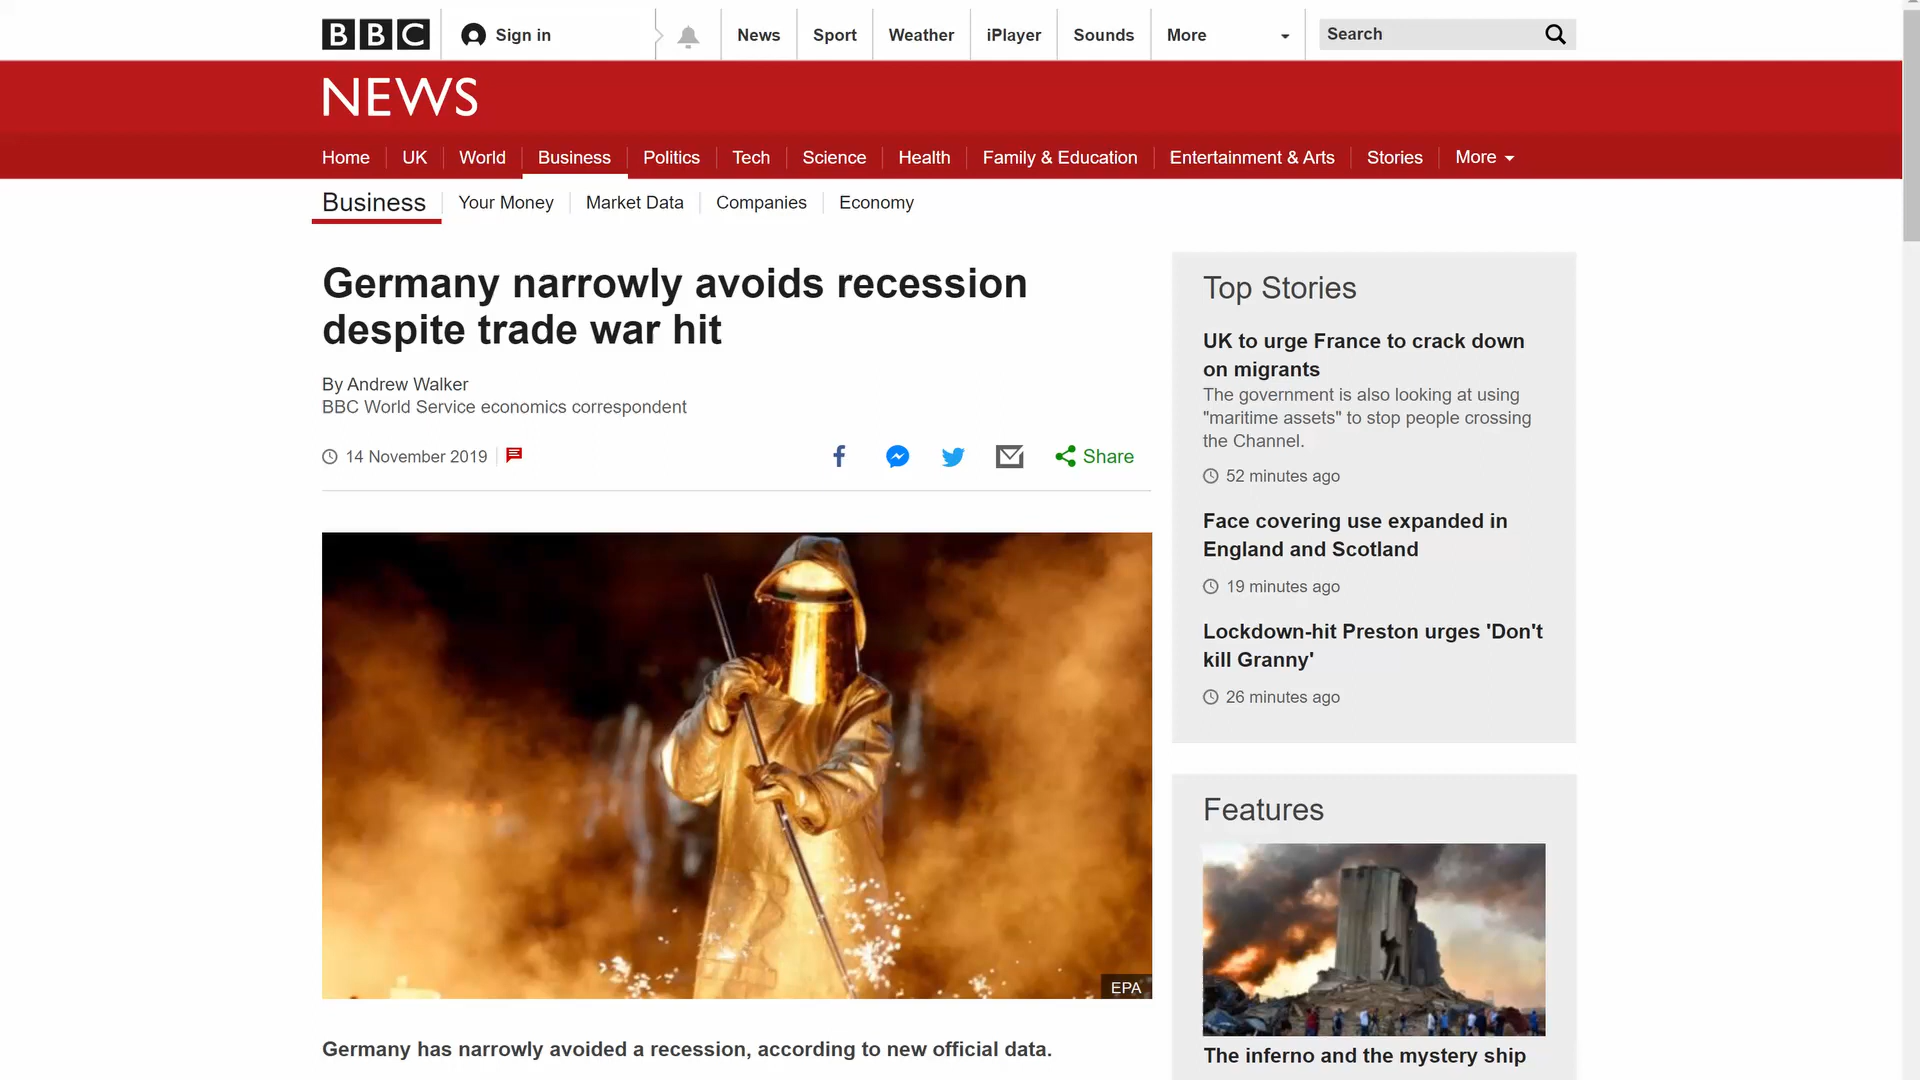 BBC
Sign in
News
Sport
Weather
iPlayer
Sounds
More
Search
NEWS
Home
UK
World
Business
Politics
Tech
Science
Health
Family & Education
Entertainment & Arts
Stories
More
Business
Your Money
Market Data
Companies
Economy
Germany narrowly avoids recession
despite trade war hit
By Andrew Walker
BBC World Service economics correspondent
14 November 2019
Share
EPA
Germany has narrowly avoided a recession, according to new official data.
Top Stories
UK to urge France to crack down
on migrants
The government is also looking at using
"maritime assets" to stop people crossing
the Channel.
52 minutes ago
Face covering use expanded in
England and Scotland
19 minutes ago
Lockdown-hit Preston urges 'Don't
kill Granny'
26 minutes ago
Features
The inferno and the mystery ship